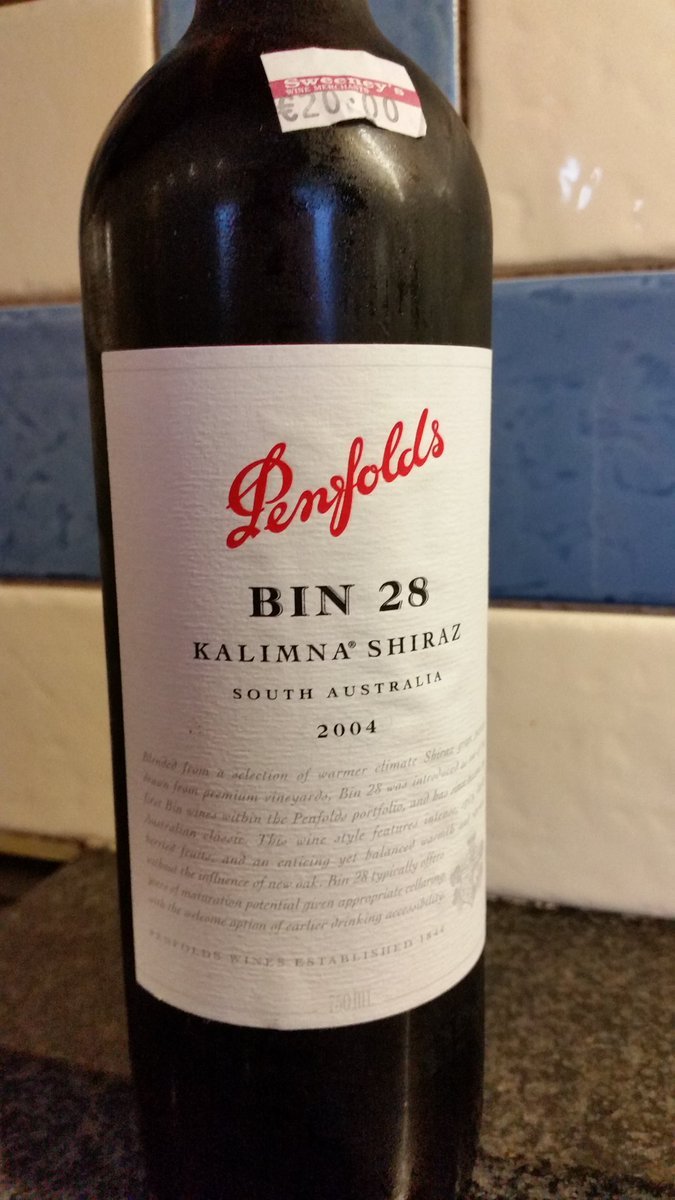 Sweeney's
WINE MERCHANTS
€20.00
Penfolds
BIN 28
KALIMNA® SHIRAZ
SOUTH AUSTRALIA
2004
Blended from a selection of warmer climate Shiraz
drawn from premium vineyards, Bin 28 was introduced
first Bin wines within the Penfolds portfolio, and has
Australian classic. This wine style features intense,
berried fruits, and an enticing yet balanced warmth
without the influence of new oak. Bin 28 typically offers
years of maturation potential given appropriate cellaring,
with the welcome option of earlier drinking accessibility.
PENFOLDS WINES ESTABLISHED 1844
750ML